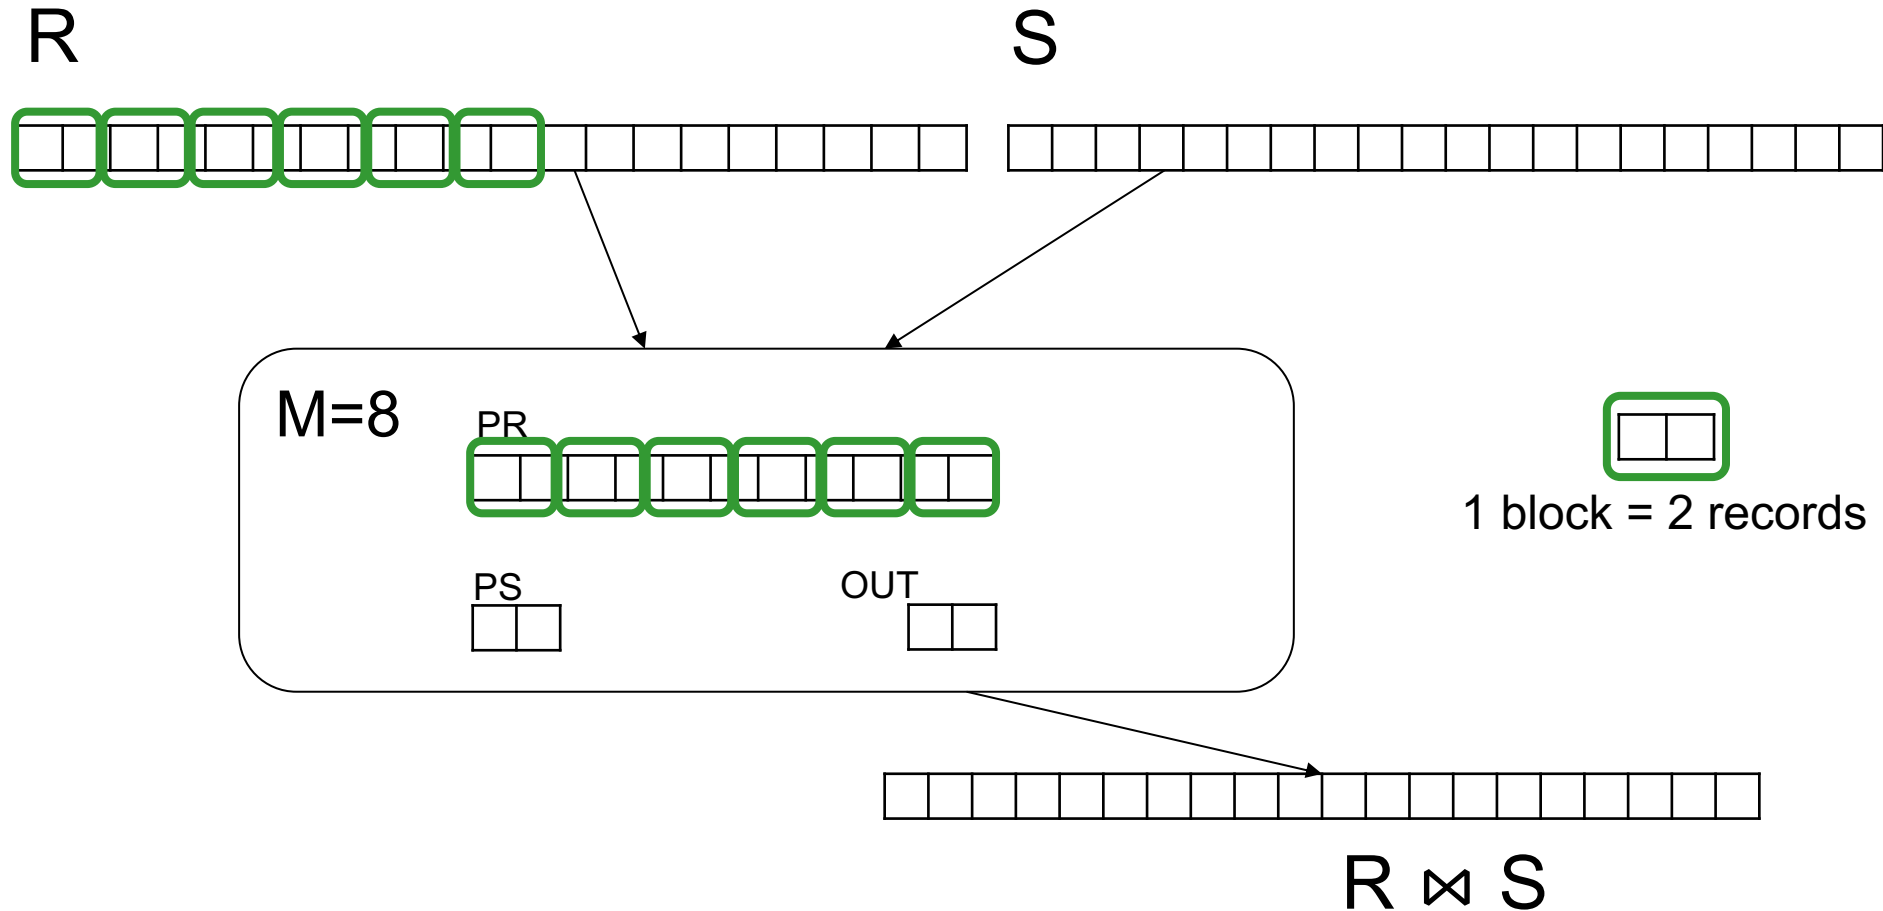 R
S
M=8
PR
PS
OUT
1 block = 2 records
R ⋈ S